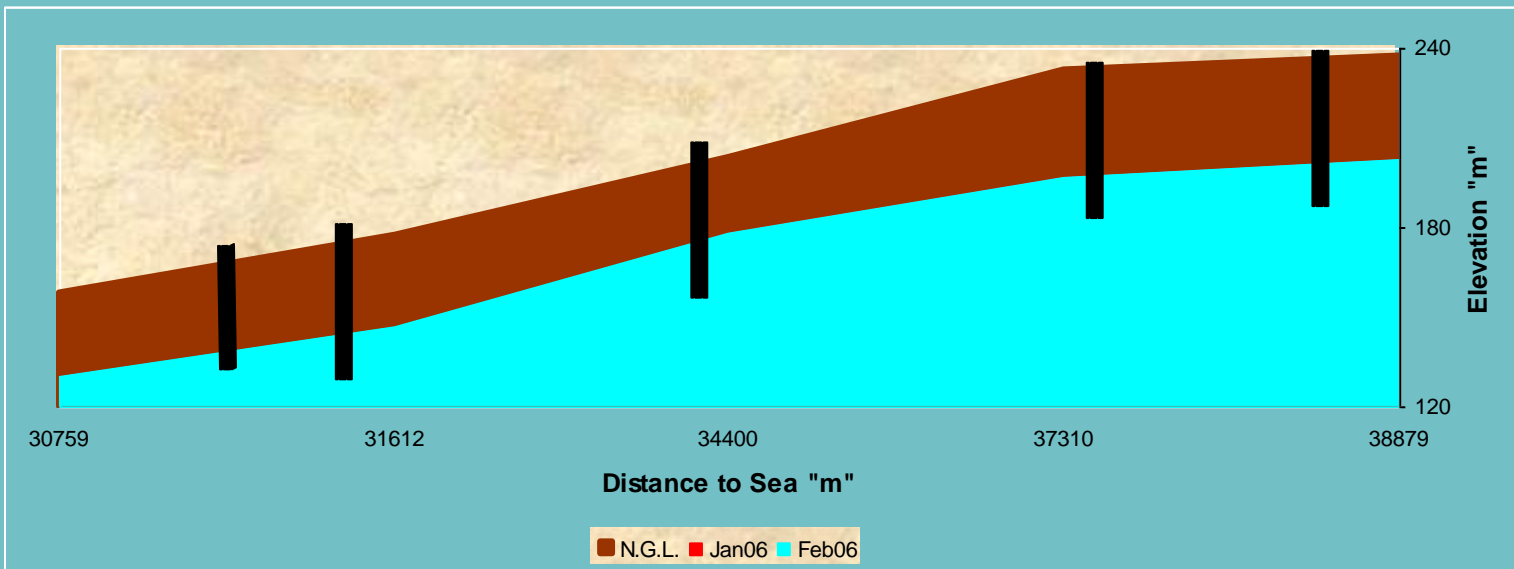 240
180
120
Elevation "m"
30759 31612 34400 37310 38879
Distance to Sea "m"
N.G.L. Jan06 Feb06